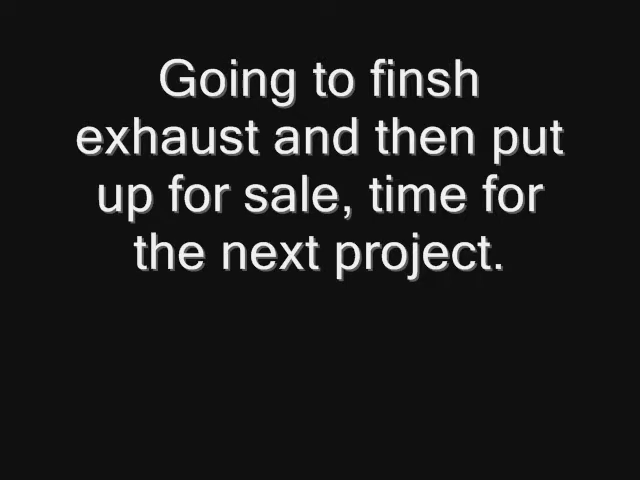 Going to finsh
exhaust and then put
up for sale, time for
the next project.